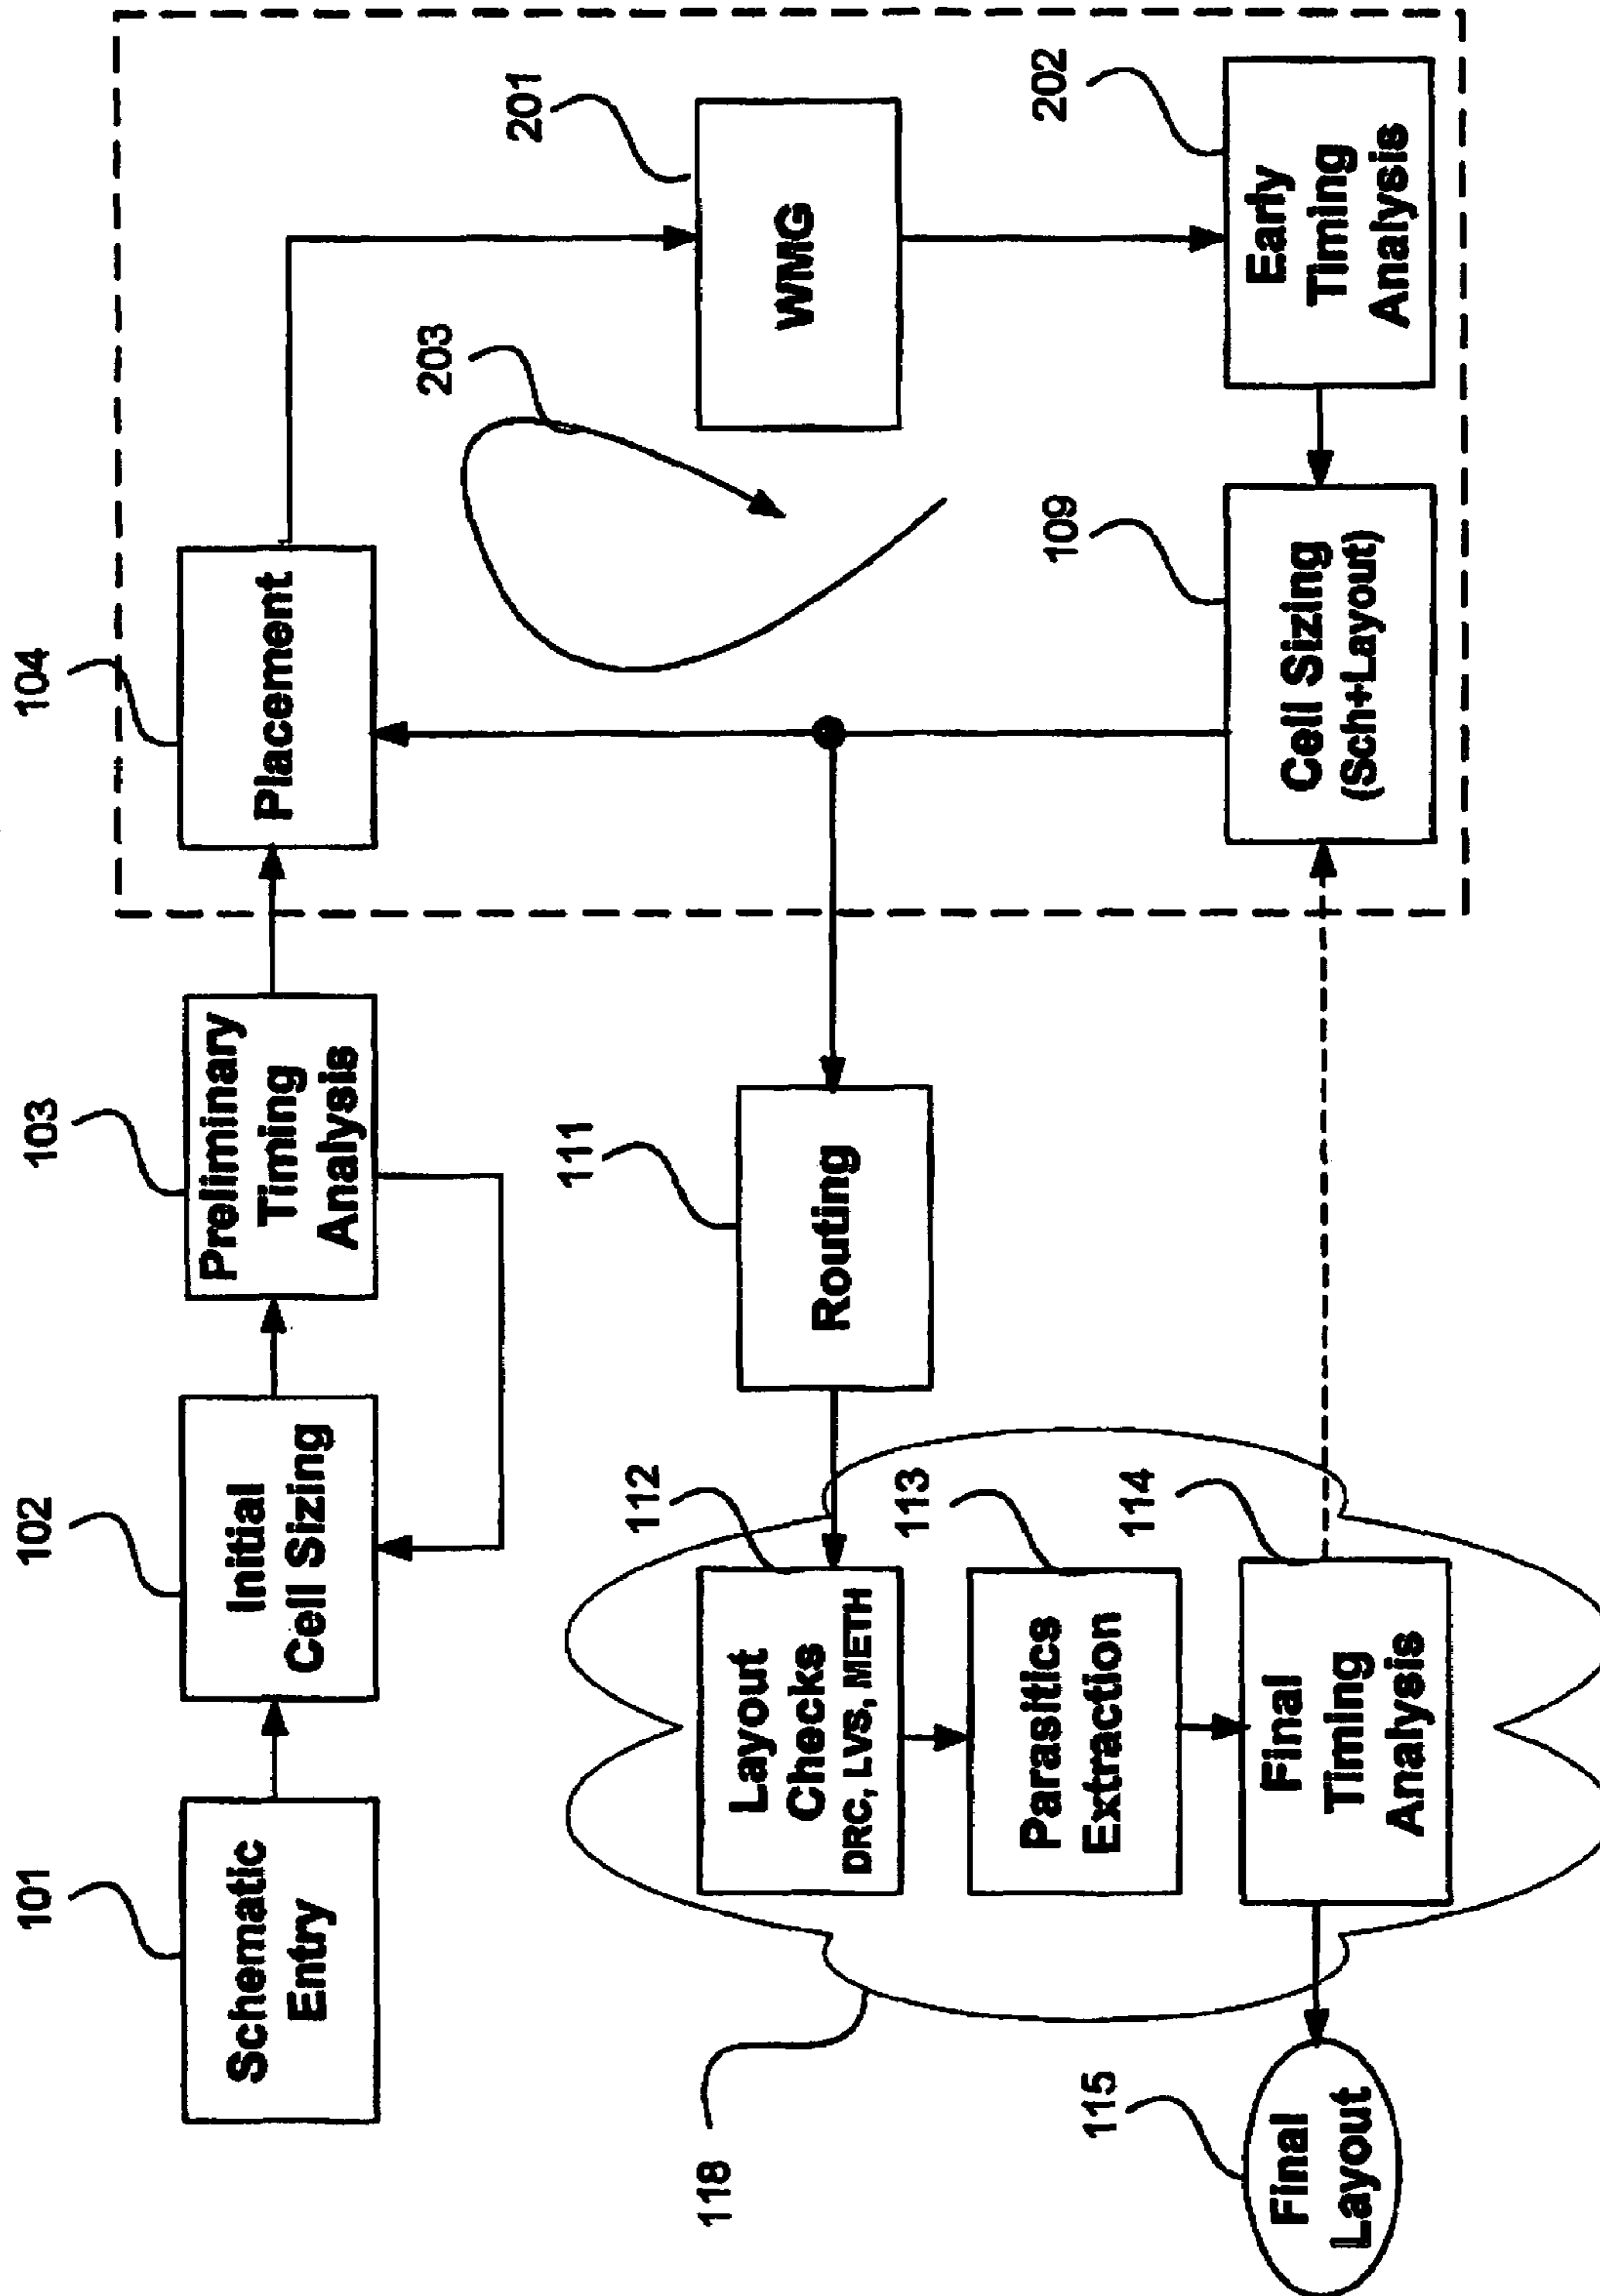 101
Schematic
Entry
102
Initial
Cell Sizing
103
Preliminary
Timing
Analysis
104
Placement
203
201
WMG
111
Routing
118
112
Layout
Checks
DRC, LVS, METH
113
Parasitics
Extraction
114
Final
Timing
Analysis
115
Final
Layout
109
Cell Sizing
(Sch+Layout)
202
Early
Timing
Analysis